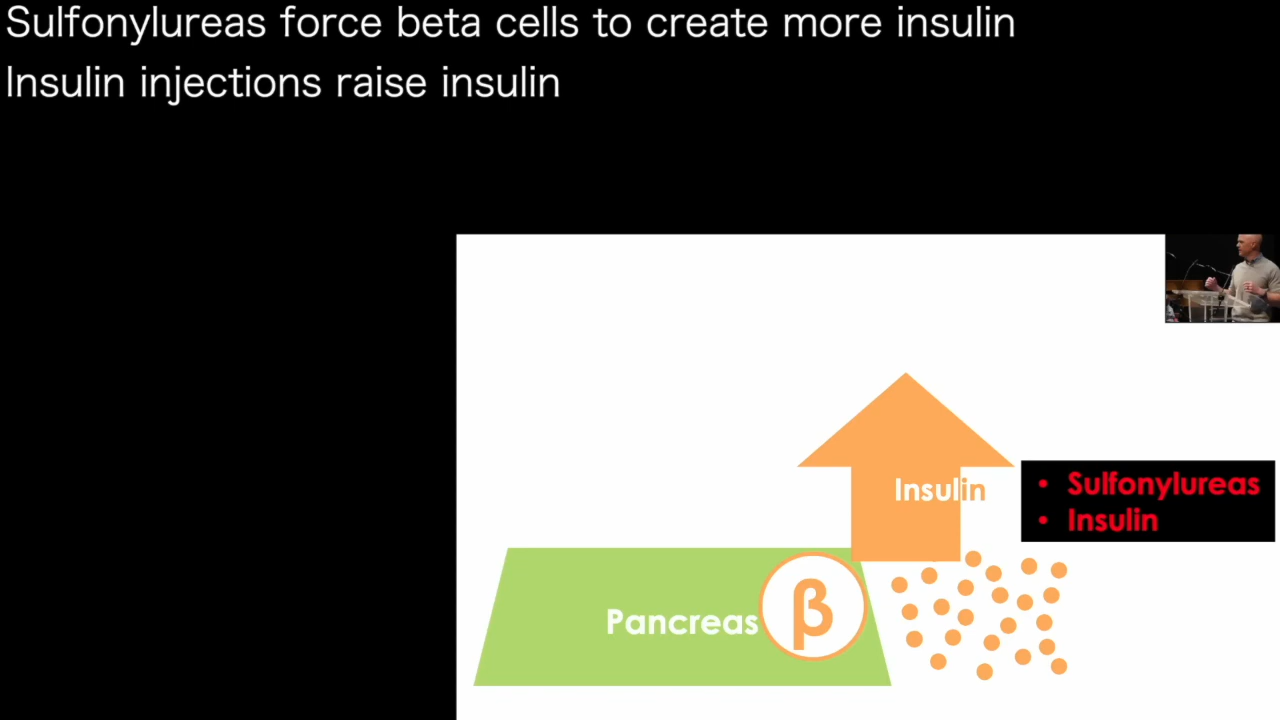 Sulfonylureas force beta cells to create more insulin
Insulin injections raise insulin
Insulin
• Sulfonylureas
• Insulin
Pancreas
β